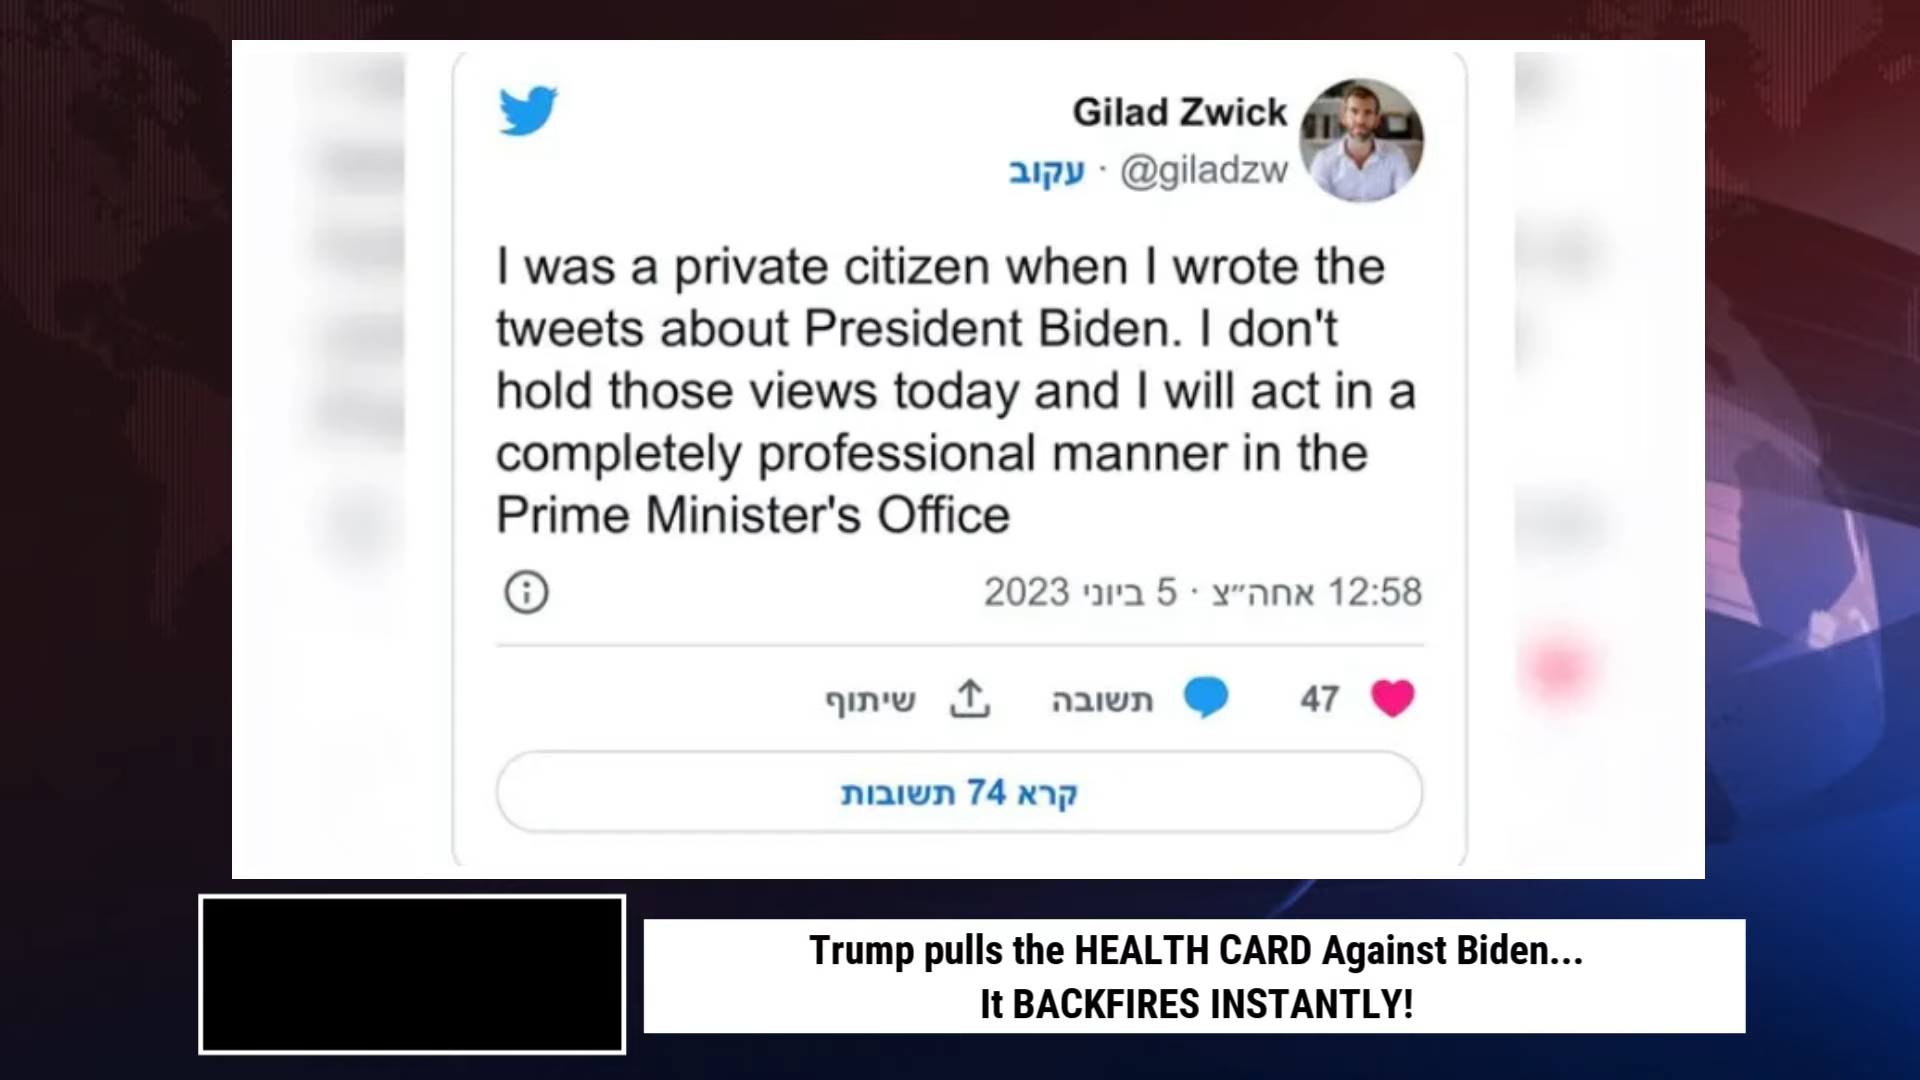 Gilad Zwick
@giladzw · עקוב
I was a private citizen when I wrote the
tweets about President Biden. I don't
hold those views today and I will act in a
completely professional manner in the
Prime Minister's Office
12:58 אחה״צ · 5 ביוני 2023
47 תשובה שיתוף
קרא 74 תשובות
Trump pulls the HEALTH CARD Against Biden...
It BACKFIRES INSTANTLY!